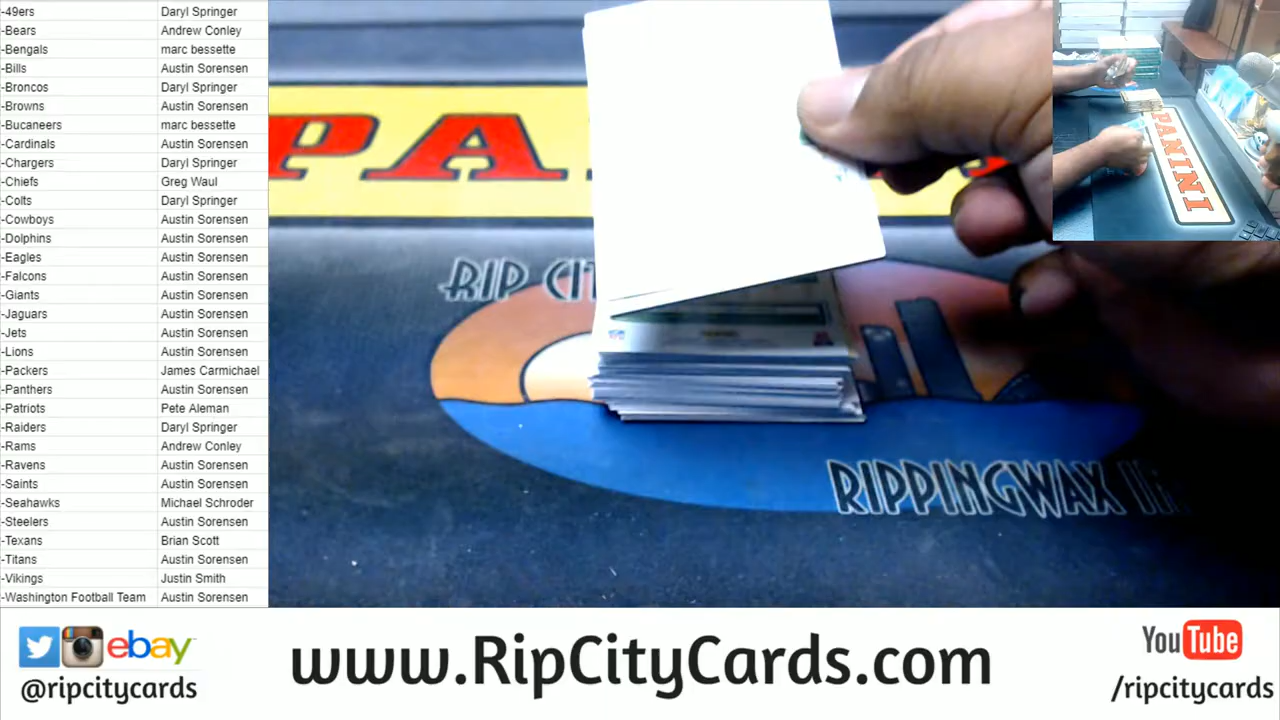 -49ers Daryl Springer
-Bears Andrew Conley
-Bengals marc bessette
-Bills Austin Sorensen
-Broncos Daryl Springer
-Browns Austin Sorensen
-Bucaneers marc bessette
-Cardinals Austin Sorensen
-Chargers Daryl Springer
-Chiefs Greg Waul
-Colts Daryl Springer
-Cowboys Austin Sorensen
-Dolphins Austin Sorensen
-Eagles Austin Sorensen
-Falcons Austin Sorensen
-Giants Austin Sorensen
-Jaguars Austin Sorensen
-Jets Austin Sorensen
-Lions Austin Sorensen
-Packers James Carmichael
-Panthers Austin Sorensen
-Patriots Pete Aleman
-Raiders Daryl Springer
-Rams Andrew Conley
-Ravens Austin Sorensen
-Saints Austin Sorensen
-Seahawks Michael Schroder
-Steelers Austin Sorensen
-Texans Brian Scott
-Titans Austin Sorensen
-Vikings Justin Smith
-Washington Football Team Austin Sorensen
PA
RIP CIT
RIPPINGWAX
PANINI
ebay
@ripcitycards
www.RipCityCards.com
YouTube
/ripcitycards